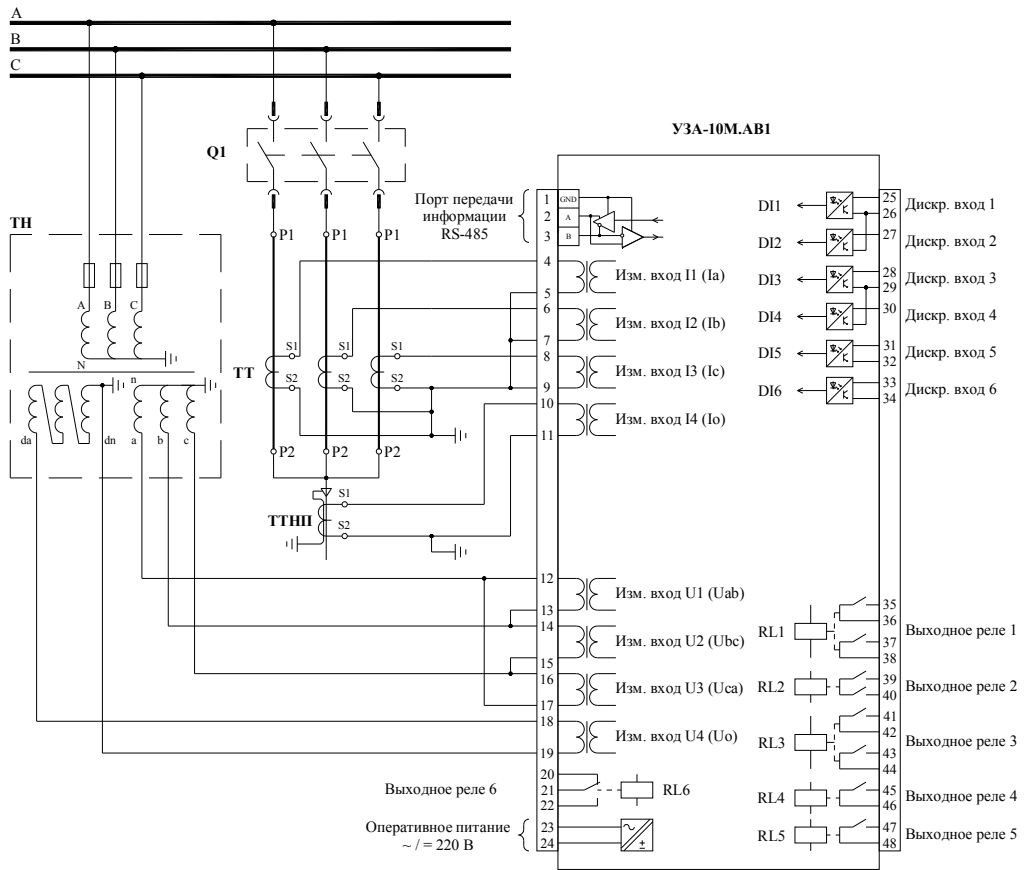 A
B
C
УЗА-10М.АВ1
Q1
ТН
Порт передачи
информации
RS-485
1
2
3
GND
A
B
P1
P1
P1
4
5
6
7
8
9
10
11
Изм. вход I1 (Ia)
Изм. вход I2 (Ib)
Изм. вход I3 (Ic)
Изм. вход I4 (Io)
DI1
DI2
DI3
DI4
DI5
DI6
25
26
27
28
29
30
31
32
33
34
Дискр. вход 1
Дискр. вход 2
Дискр. вход 3
Дискр. вход 4
Дискр. вход 5
Дискр. вход 6
A
B
C
N
n
da
dn
a
b
c
ТТ
S1
S1
S1
S2
S2
S2
P2
P2
P2
ТТНП
S1
S2
12
13
14
15
16
17
18
19
Изм. вход U1 (Uab)
Изм. вход U2 (Ubc)
Изм. вход U3 (Uca)
Изм. вход U4 (Uo)
RL1
RL2
RL3
RL4
RL5
35
36
37
38
39
40
41
42
43
44
45
46
47
48
Выходное реле 1
Выходное реле 2
Выходное реле 3
Выходное реле 4
Выходное реле 5
Выходное реле 6
20
21
22
RL6
Оперативное питание
~ / = 220 В
23
24
~
±